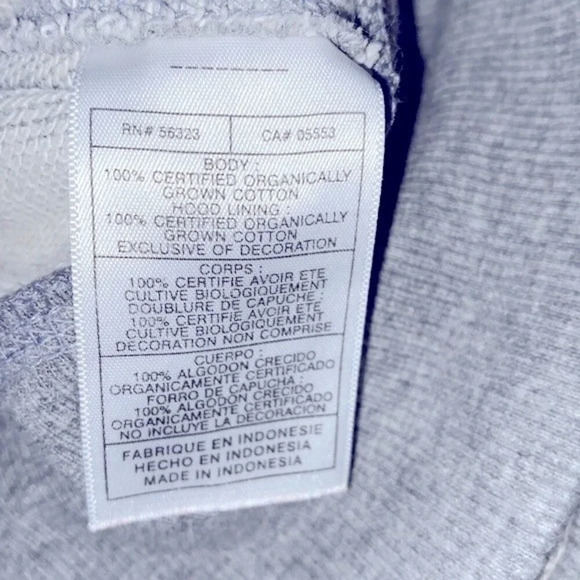 RN# 56323 CA# 05553
BODY :
100% CERTIFIED ORGANICALLY
GROWN COTTON
HOOD LINING :
100% CERTIFIED ORGANICALLY
GROWN COTTON
EXCLUSIVE OF DECORATION
CORPS :
100% CERTIFIE AVOIR ETE
CULTIVE BIOLOGIQUEMENT
DOUBLURE DE CAPUCHE :
100% CERTIFIE AVOIR ETE
CULTIVE BIOLOGIQUEMENT
DECORATION NON COMPRISE
CUERPO :
100% ALGODON CRECIDO
ORGANICAMENTE CERTIFICADO
FORRO DE CAPUCHA :
100% ALGODON CRECIDO
ORGANICAMENTE CERTIFICADO
NO INCLUYE LA DECORACION
FABRIQUE EN INDONESIE
HECHO EN INDONESIA
MADE IN INDONESIA